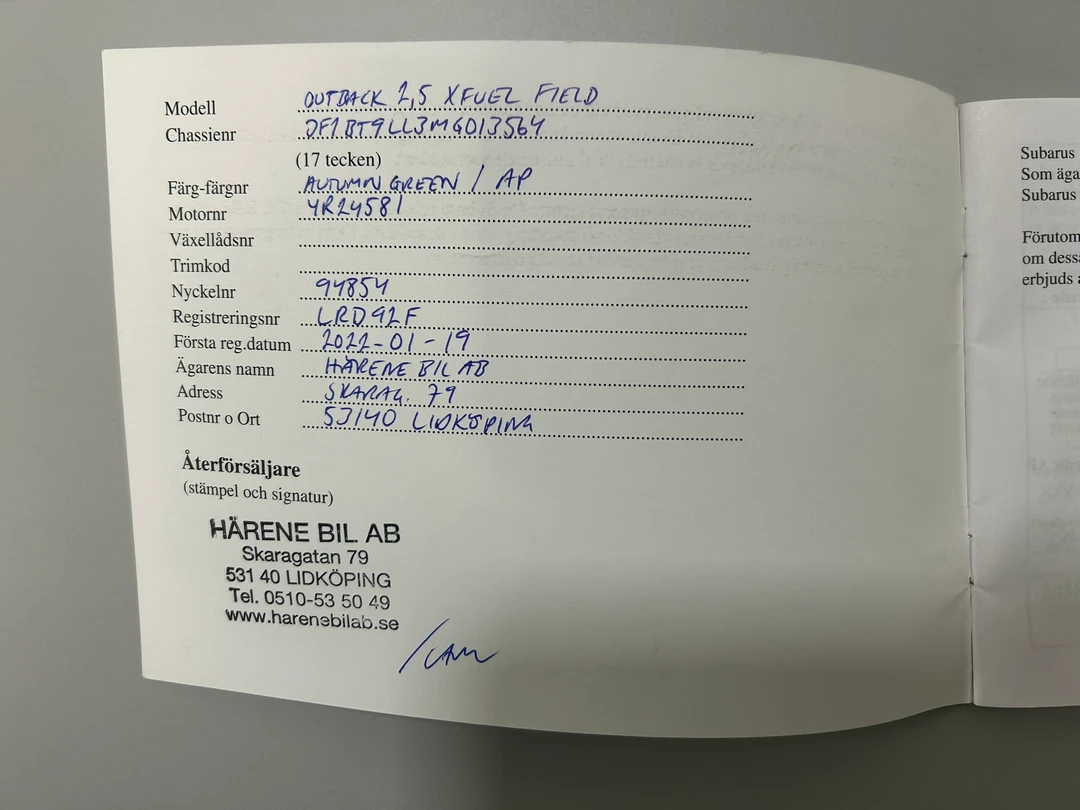 Modell OUTBACK 2,5 XFUEL FIELD
Chassienr JF1BT9LL3MG013564
(17 tecken)
Färg-färgnr AUTUMN GREEN / AP
Motornr YR24581
Växellådsnr
Trimkod
Nyckelnr 94854
Registreringsnr LRD92F
Första reg.datum 2022-01-19
Ägarens namn HÄRENE BIL AB
Adress SKARAG. 79
Postnr o Ort 53140 LIDKÖPING
Återförsäljare
(stämpel och signatur)
HÄRENE BIL AB
Skaragatan 79
531 40 LIDKÖPING
Tel. 0510-53 50 49
www.harenebilab.se
Subarus
Som äga
Subarus
Förutom
om dessa
erbjuds a